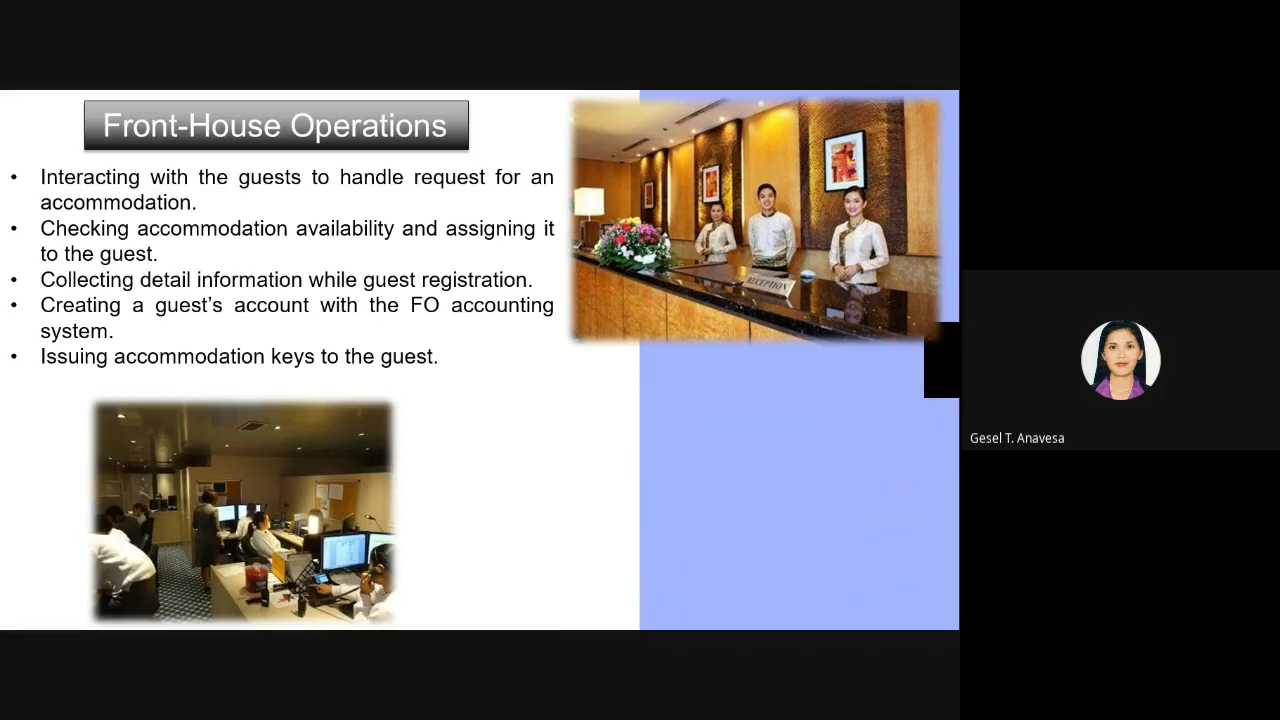 Front-House Operations
• Interacting with the guests to handle request for an
accommodation.
• Checking accommodation availability and assigning it
to the guest.
• Collecting detail information while guest registration.
• Creating a guest’s account with the FO accounting
system.
• Issuing accommodation keys to the guest.
RECEPTION
Gesel T. Anavesa